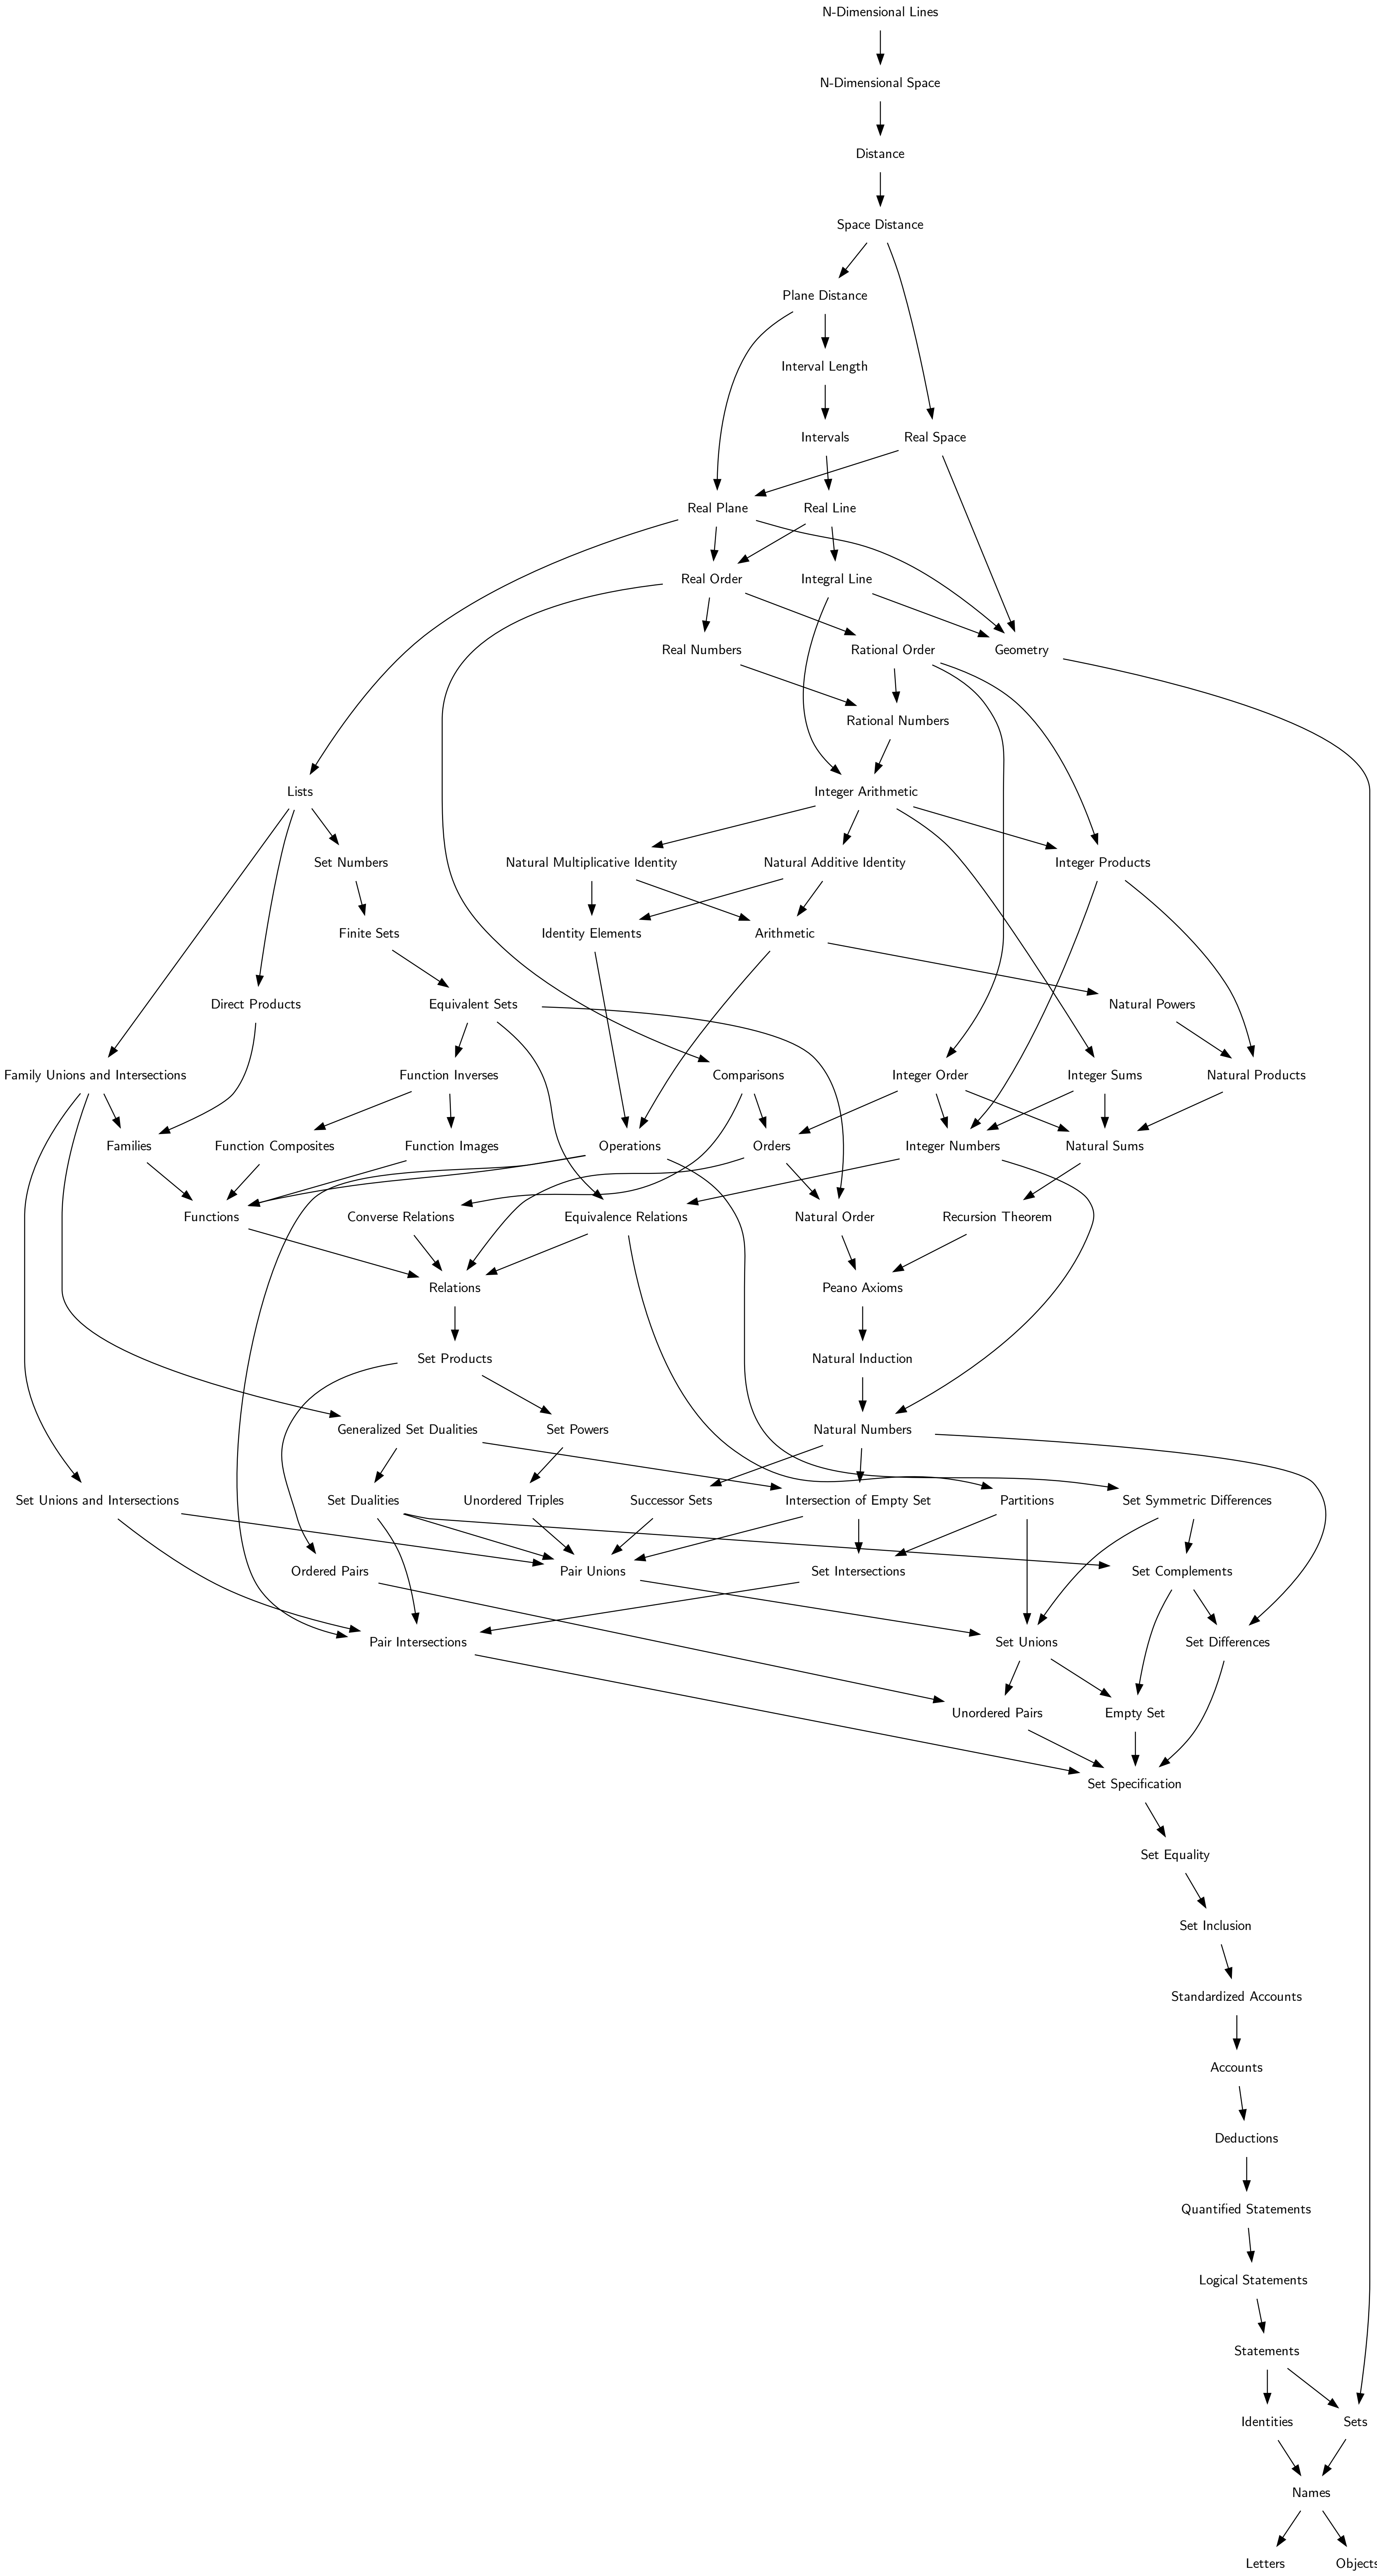 N-Dimensional Lines
N-Dimensional Space
Distance
Space Distance
Plane Distance
Interval Length
Intervals
Real Space
Real Plane
Real Line
Real Order
Integral Line
Real Numbers
Rational Order
Geometry
Rational Numbers
Lists
Integer Arithmetic
Set Numbers
Natural Multiplicative Identity
Natural Additive Identity
Integer Products
Finite Sets
Identity Elements
Arithmetic
Direct Products
Equivalent Sets
Natural Powers
Family Unions and Intersections
Function Inverses
Comparisons
Integer Order
Integer Sums
Natural Products
Families
Function Composites
Function Images
Operations
Orders
Integer Numbers
Natural Sums
Functions
Converse Relations
Equivalence Relations
Natural Order
Recursion Theorem
Relations
Peano Axioms
Set Products
Natural Induction
Generalized Set Dualities
Set Powers
Natural Numbers
Set Unions and Intersections
Set Dualities
Unordered Triples
Successor Sets
Intersection of Empty Set
Partitions
Set Symmetric Differences
Ordered Pairs
Pair Unions
Set Intersections
Set Complements
Pair Intersections
Set Unions
Set Differences
Unordered Pairs
Empty Set
Set Specification
Set Equality
Set Inclusion
Standardized Accounts
Accounts
Deductions
Quantified Statements
Logical Statements
Statements
Identities
Sets
Names
Letters
Objects